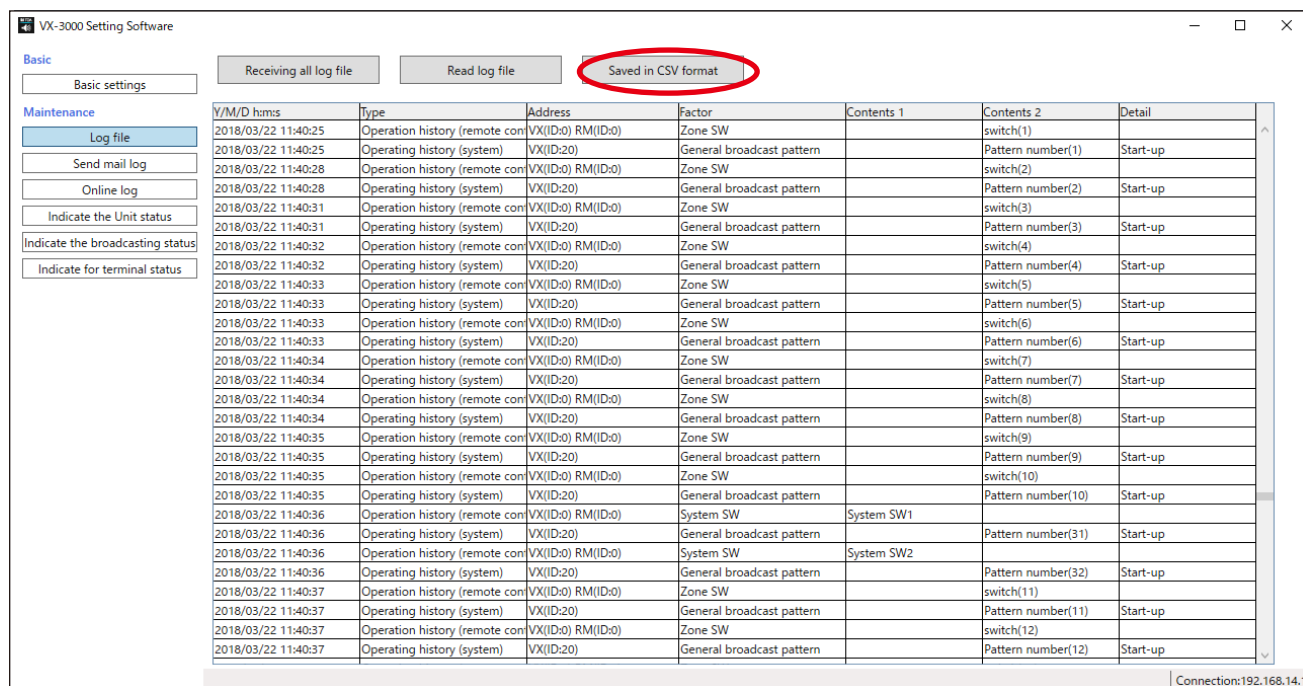 VX-3000 Setting Software
Basic
Basic settings
Maintenance
Log file
Send mail log
Online log
Indicate the Unit status
Indicate the broadcasting status
Indicate for terminal status
Receiving all log file Read log file Saved in CSV format
Y/M/D h:m:s Type Address Factor Contents 1 Contents 2 Detail
2018/03/22 11:40:25 Operation history (remote con VX(ID:0) RM(ID:0) Zone SW switch(1)
2018/03/22 11:40:25 Operating history (system) VX(ID:20) General broadcast pattern Pattern number(1) Start-up
2018/03/22 11:40:28 Operation history (remote con VX(ID:0) RM(ID:0) Zone SW switch(2)
2018/03/22 11:40:28 Operating history (system) VX(ID:20) General broadcast pattern Pattern number(2) Start-up
2018/03/22 11:40:31 Operation history (remote con VX(ID:0) RM(ID:0) Zone SW switch(3)
2018/03/22 11:40:31 Operating history (system) VX(ID:20) General broadcast pattern Pattern number(3) Start-up
2018/03/22 11:40:32 Operation history (remote con VX(ID:0) RM(ID:0) Zone SW switch(4)
2018/03/22 11:40:32 Operating history (system) VX(ID:20) General broadcast pattern Pattern number(4) Start-up
2018/03/22 11:40:33 Operation history (remote con VX(ID:0) RM(ID:0) Zone SW switch(5)
2018/03/22 11:40:33 Operating history (system) VX(ID:20) General broadcast pattern Pattern number(5) Start-up
2018/03/22 11:40:33 Operation history (remote con VX(ID:0) RM(ID:0) Zone SW switch(6)
2018/03/22 11:40:33 Operating history (system) VX(ID:20) General broadcast pattern Pattern number(6) Start-up
2018/03/22 11:40:34 Operation history (remote con VX(ID:0) RM(ID:0) Zone SW switch(7)
2018/03/22 11:40:34 Operating history (system) VX(ID:20) General broadcast pattern Pattern number(7) Start-up
2018/03/22 11:40:34 Operation history (remote con VX(ID:0) RM(ID:0) Zone SW switch(8)
2018/03/22 11:40:34 Operating history (system) VX(ID:20) General broadcast pattern Pattern number(8) Start-up
2018/03/22 11:40:35 Operation history (remote con VX(ID:0) RM(ID:0) Zone SW switch(9)
2018/03/22 11:40:35 Operating history (system) VX(ID:20) General broadcast pattern Pattern number(9) Start-up
2018/03/22 11:40:35 Operation history (remote con VX(ID:0) RM(ID:0) Zone SW switch(10)
2018/03/22 11:40:35 Operating history (system) VX(ID:20) General broadcast pattern Pattern number(10) Start-up
2018/03/22 11:40:36 Operation history (remote con VX(ID:0) RM(ID:0) System SW System SW1
2018/03/22 11:40:36 Operating history (system) VX(ID:20) General broadcast pattern Pattern number(31) Start-up
2018/03/22 11:40:36 Operation history (remote con VX(ID:0) RM(ID:0) System SW System SW2
2018/03/22 11:40:36 Operating history (system) VX(ID:20) General broadcast pattern Pattern number(32) Start-up
2018/03/22 11:40:37 Operation history (remote con VX(ID:0) RM(ID:0) Zone SW switch(11)
2018/03/22 11:40:37 Operating history (system) VX(ID:20) General broadcast pattern Pattern number(11) Start-up
2018/03/22 11:40:37 Operation history (remote con VX(ID:0) RM(ID:0) Zone SW switch(12)
2018/03/22 11:40:37 Operating history (system) VX(ID:20) General broadcast pattern Pattern number(12) Start-up
Connection:192.168.14.